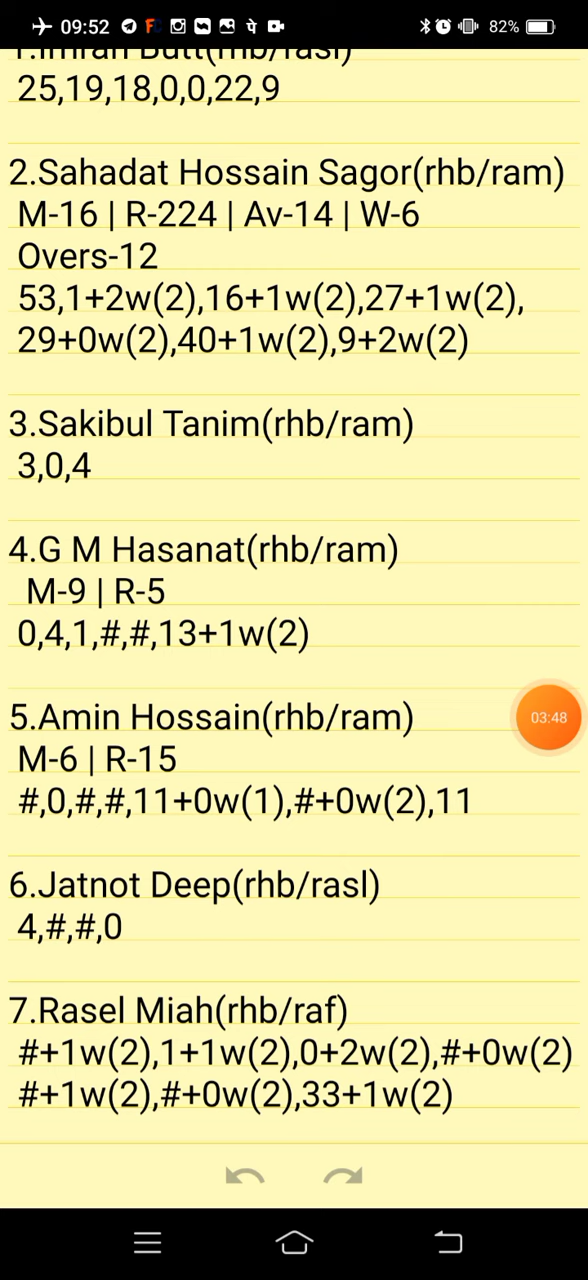 09:52
82%
1.Imran Butt(rhb/rasl)
25,19,18,0,0,22,9
2.Sahadat Hossain Sagor(rhb/ram)
M-16 | R-224 | Av-14 | W-6
Overs-12
53,1+2w(2),16+1w(2),27+1w(2),
29+0w(2),40+1w(2),9+2w(2)
3.Sakibul Tanim(rhb/ram)
3,0,4
4.G M Hasanat(rhb/ram)
M-9 | R-5
0,4,1,#,#,13+1w(2)
03:48
5.Amin Hossain(rhb/ram)
M-6 | R-15
#,0,#,#,11+0w(1),#+0w(2),11
6.Jatnot Deep(rhb/rasl)
4,#,#,0
7.Rasel Miah(rhb/raf)
#+1w(2),1+1w(2),0+2w(2),#+0w(2)
#+1w(2),#+0w(2),33+1w(2)